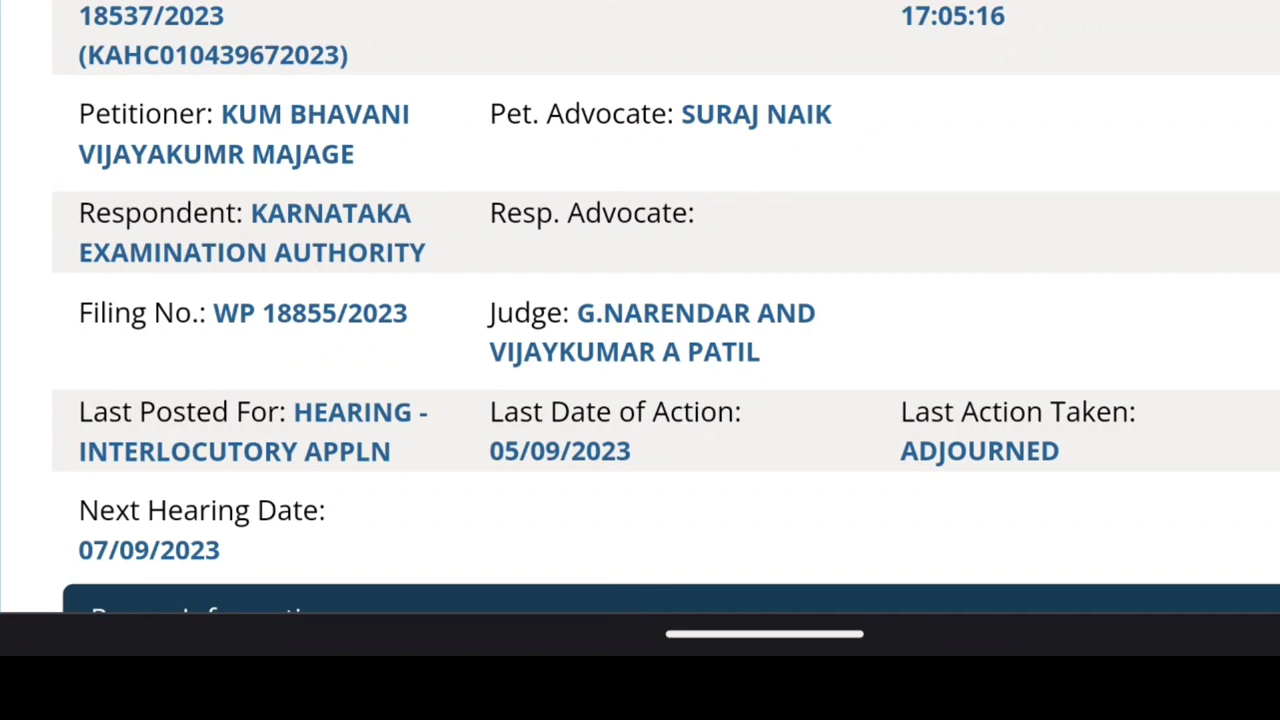 18537/2023 17:05:16
(KAHC010439672023)
Petitioner: KUM BHAVANI Pet. Advocate: SURAJ NAIK
VIJAYAKUMR MAJAGE
Respondent: KARNATAKA Resp. Advocate:
EXAMINATION AUTHORITY
Filing No.: WP 18855/2023 Judge: G.NARENDAR AND
VIJAYKUMAR A PATIL
Last Posted For: HEARING - Last Date of Action: Last Action Taken:
INTERLOCUTORY APPLN 05/09/2023 ADJOURNED
Next Hearing Date:
07/09/2023